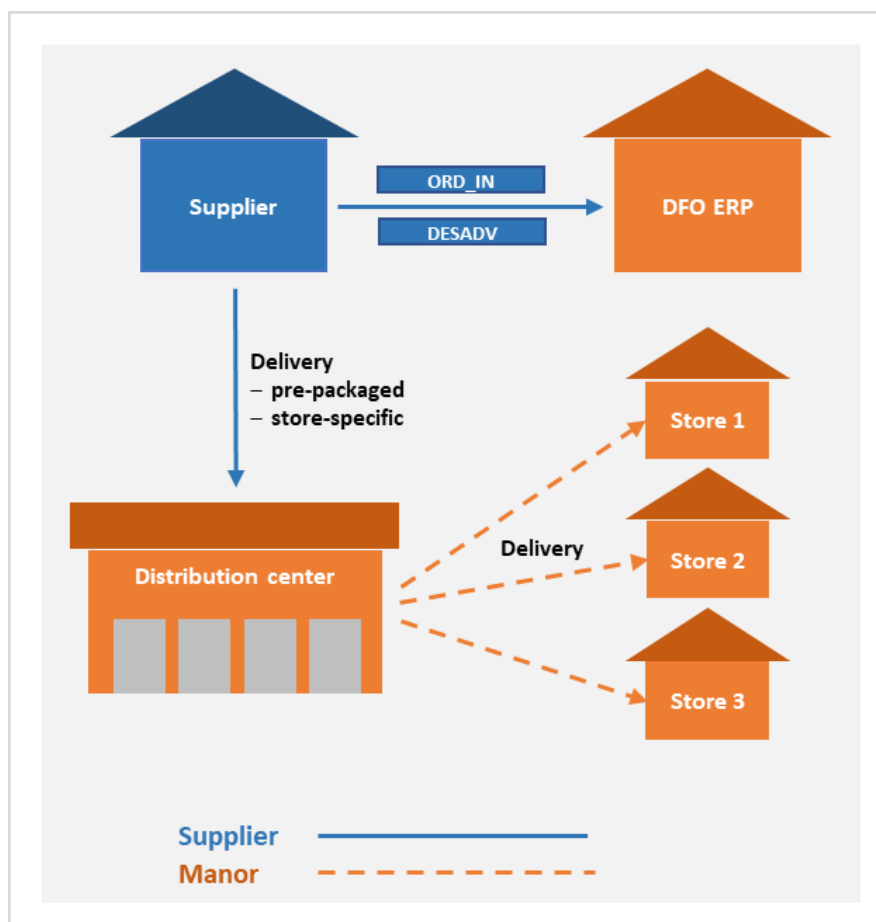 ORD_IN
Supplier
DFO ERP
DESADV
Delivery
– pre-packaged
– store-specific
Store 1
Delivery
Store 2
Distribution center
Store 3
Supplier
Manor